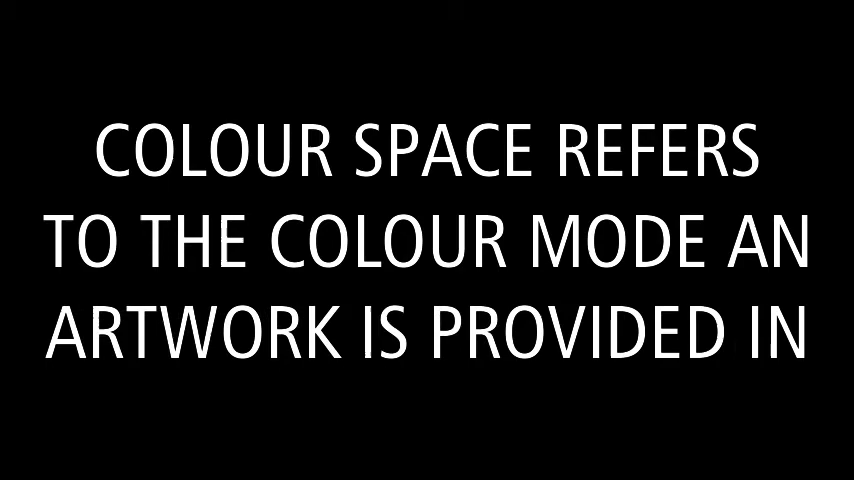 COLOUR SPACE REFERS
TO THE COLOUR MODE AN
ARTWORK IS PROVIDED IN